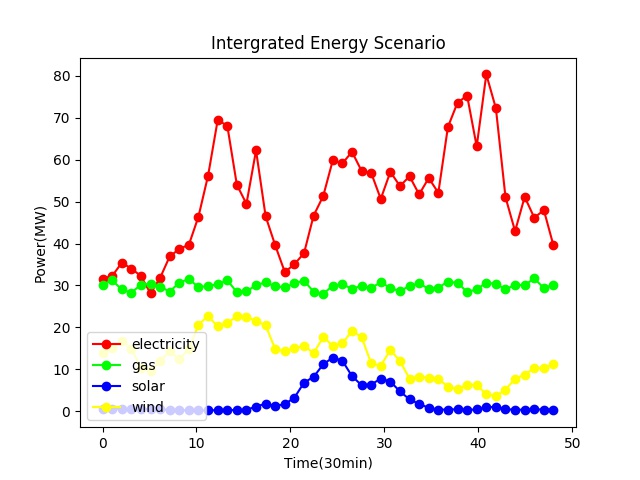 Intergrated Energy Scenario
Power(MW)
80
70
60
50
40
30
20
10
0
electricity
gas
solar
wind
0 10 20 30 40 50
Time(30min)